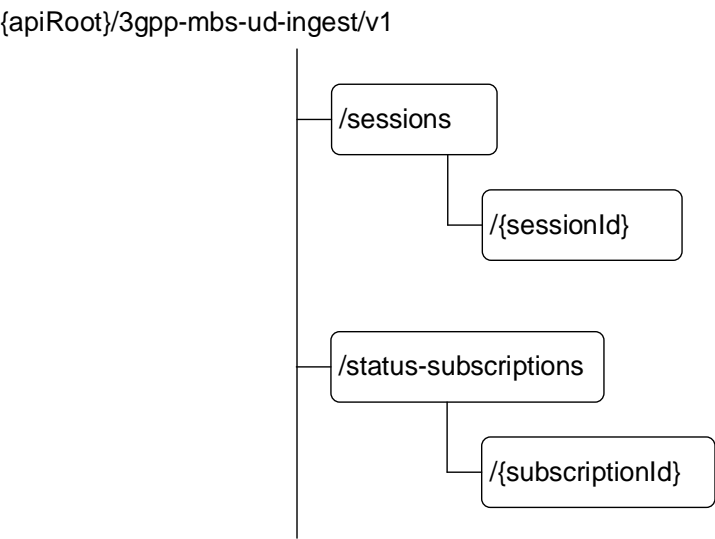 {apiRoot}/3gpp-mbs-ud-ingest/v1
/sessions
/{sessionId}
/status-subscriptions
/{subscriptionId}